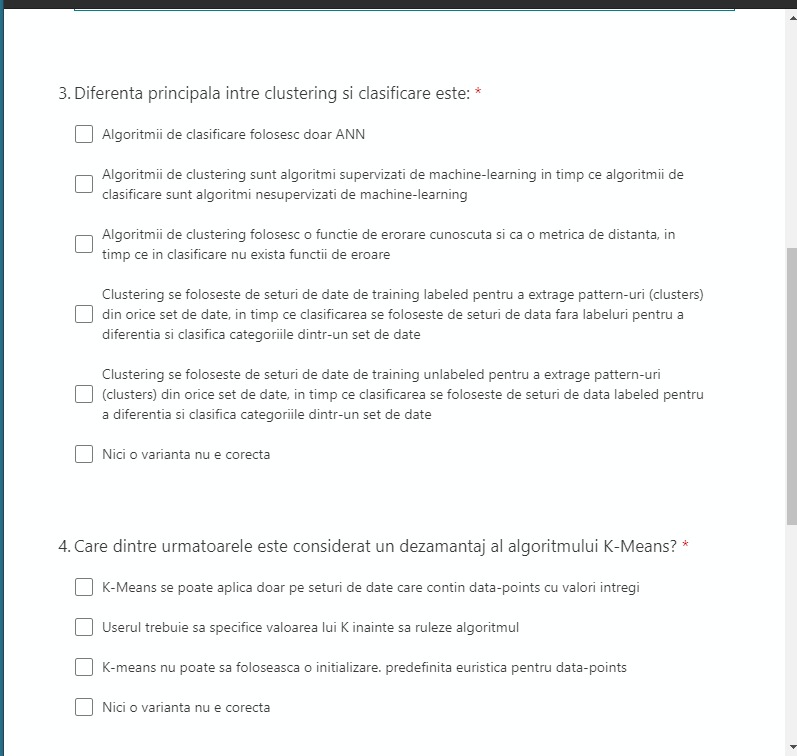 3. Diferenta principala intre clustering si clasificare este: *
Algoritmii de clasificare folosesc doar ANN
Algoritmii de clustering sunt algoritmi supervizati de machine-learning in timp ce algoritmii de
clasificare sunt algoritmi nesupervizati de machine-learning
Algoritmii de clustering folosesc o functie de erorare cunoscuta si ca o metrica de distanta, in
timp ce in clasificare nu exista functii de eroare
Clustering se foloseste de seturi de date de training labeled pentru a extrage pattern-uri (clusters)
din orice set de date, in timp ce clasificarea se foloseste de seturi de data fara labeluri pentru a
diferentia si clasifica categoriile dintr-un set de date
Clustering se foloseste de seturi de date de training unlabeled pentru a extrage pattern-uri
(clusters) din orice set de date, in timp ce clasificarea se foloseste de seturi de data labeled pentru
a diferentia si clasifica categoriile dintr-un set de date
Nici o varianta nu e corecta
4. Care dintre urmatoarele este considerat un dezamantaj al algoritmului K-Means? *
K-Means se poate aplica doar pe seturi de date care contin data-points cu valori intregi
Userul trebuie sa specifice valoarea lui K inainte sa ruleze algoritmul
K-means nu poate sa foloseasca o initializare. predefinita euristica pentru data-points
Nici o varianta nu e corecta